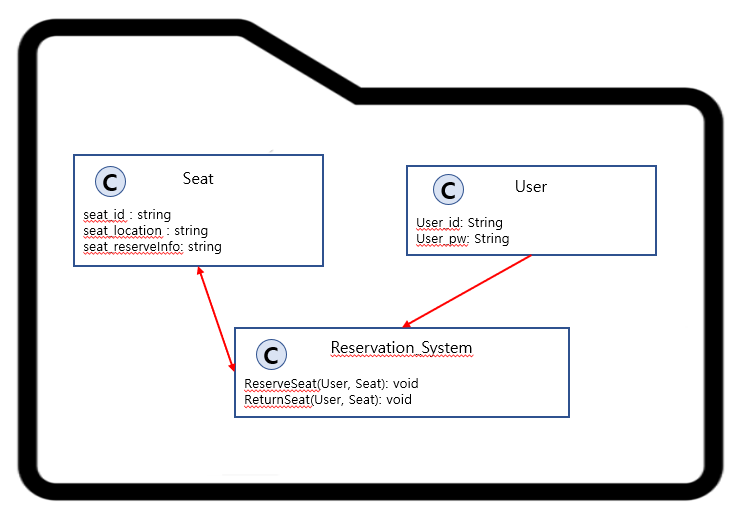 C
Seat
seat_id : string
seat_location : string
seat_reserveInfo: string
C
User
User_id: String
User_pw: String
C
Reservation_System
ReserveSeat(User, Seat): void
ReturnSeat(User, Seat): void